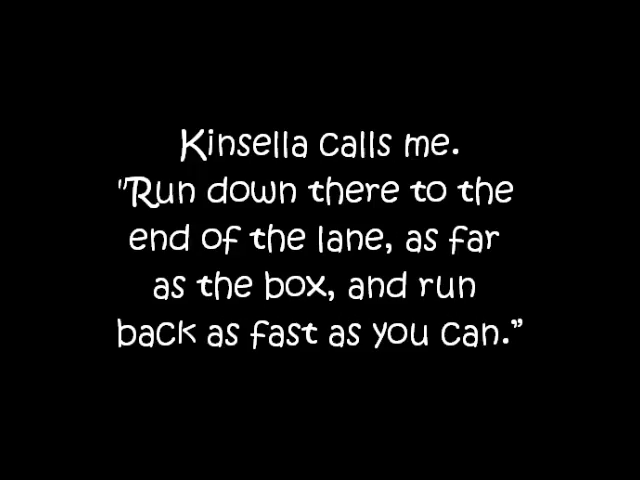 Kinsella calls me.
"Run down there to the
end of the lane, as far
as the box, and run
back as fast as you can.”